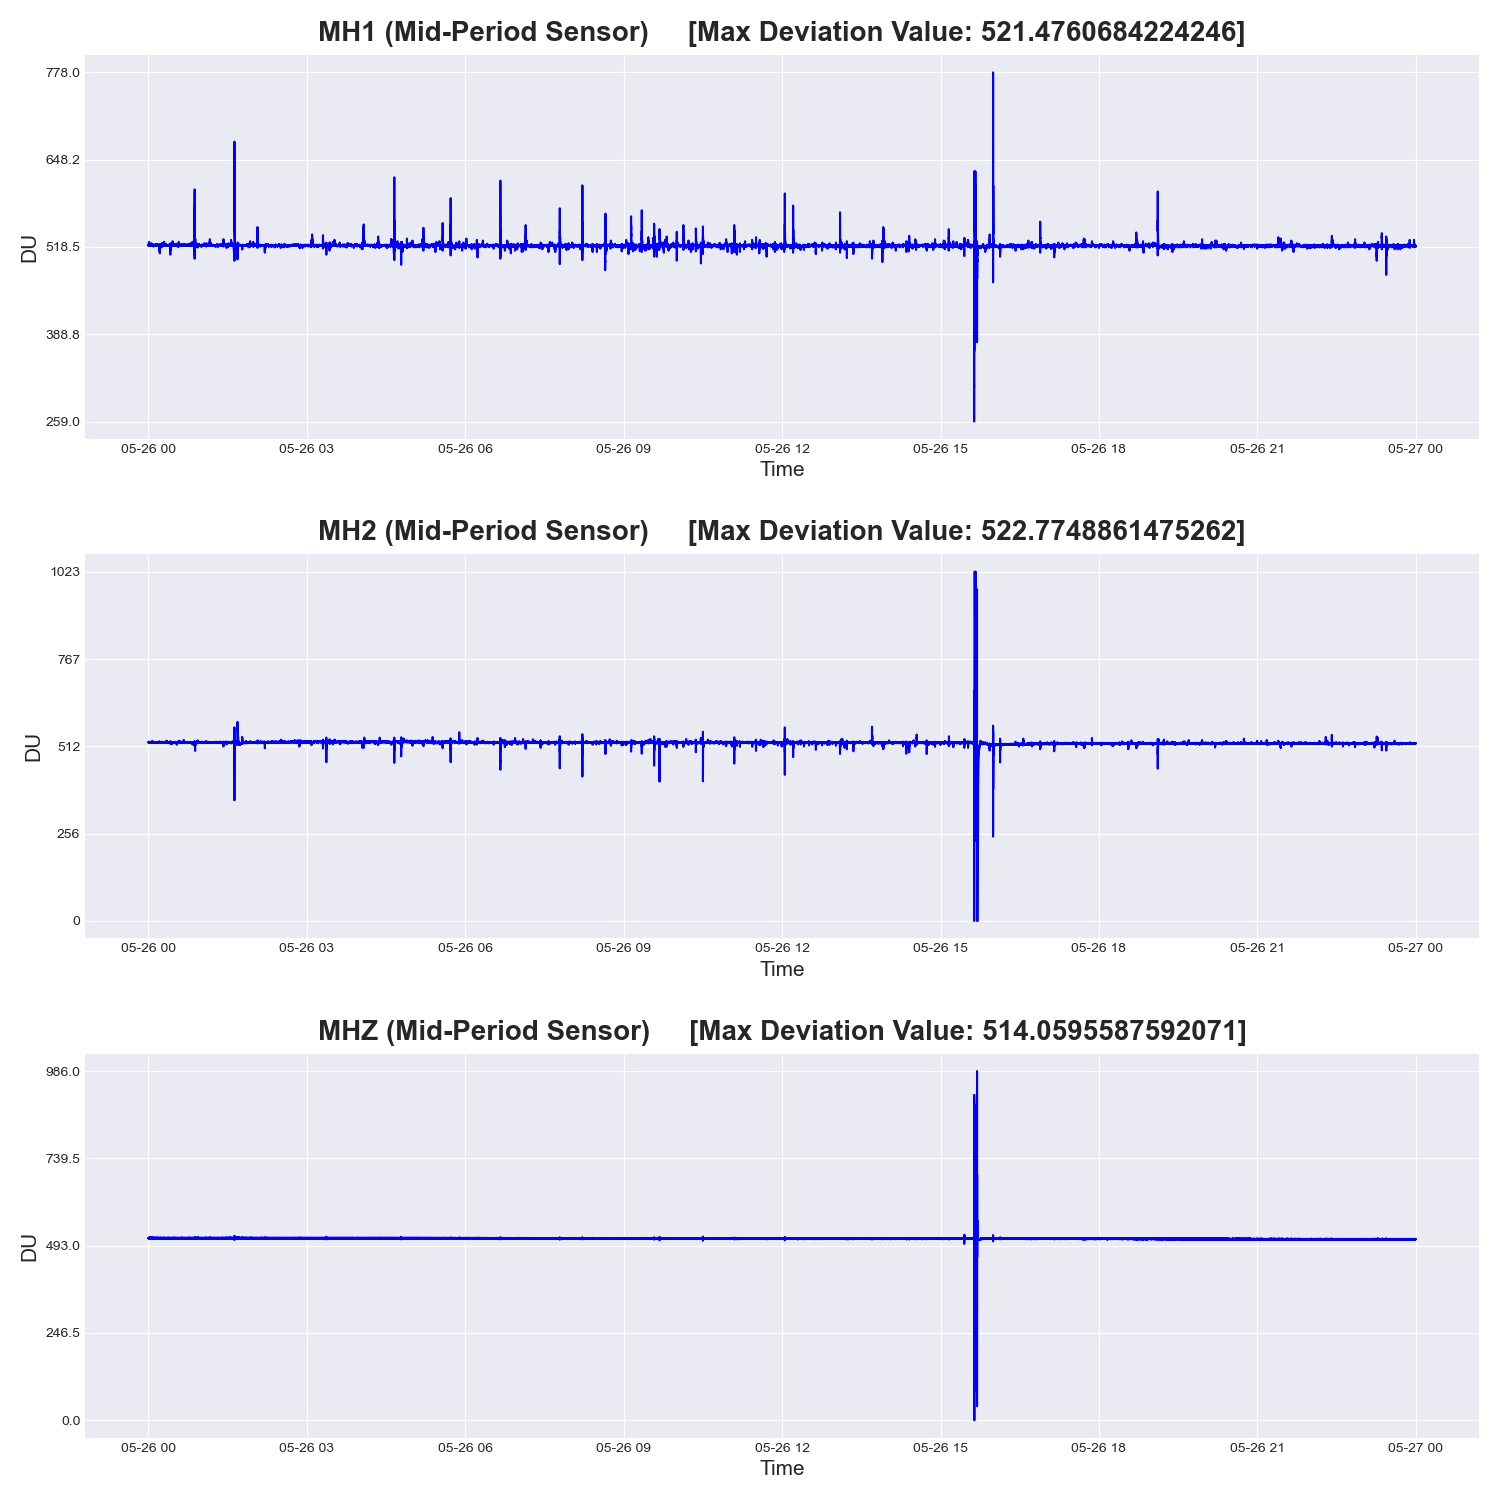 MH1 (Mid-Period Sensor) [Max Deviation Value: 521.4760684224246]
778.0
648.2
518.5
388.8
259.0
DU
05-26 00 05-26 03 05-26 06 05-26 09 05-26 12 05-26 15 05-26 18 05-26 21 05-27 00
Time
MH2 (Mid-Period Sensor) [Max Deviation Value: 522.7748861475262]
1023
767
512
256
0
DU
05-26 00 05-26 03 05-26 06 05-26 09 05-26 12 05-26 15 05-26 18 05-26 21 05-27 00
Time
MHZ (Mid-Period Sensor) [Max Deviation Value: 514.0595587592071]
986.0
739.5
493.0
246.5
0.0
DU
05-26 00 05-26 03 05-26 06 05-26 09 05-26 12 05-26 15 05-26 18 05-26 21 05-27 00
Time